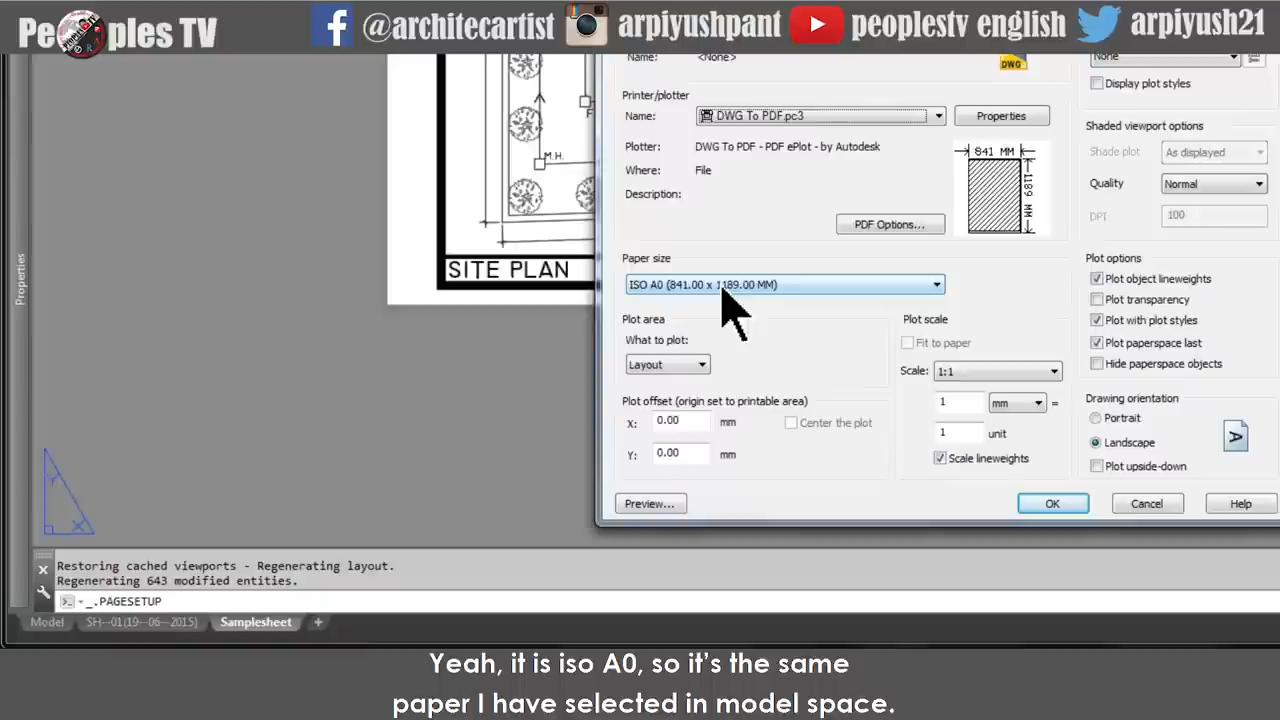 Pe ples TV @architecartist arpiyushpant peoplestv english arpiyush21
Name: <None> DWG None
Display plot styles
Printer/plotter
Name: DWG To PDF.pc3 Properties
Plotter: DWG To PDF - PDF ePlot - by Autodesk
Where: File
Description:
PDF Options...
841 MM
1189 MM
Shaded viewport options
Shade plot As displayed
Quality Normal
DPI 100
Paper size
ISO A0 (841.00 x 1189.00 MM)
Plot area
What to plot:
Layout
Plot offset (origin set to printable area)
X: 0.00 mm Center the plot
Y: 0.00 mm
Plot scale
Fit to paper
Scale: 1:1
1 mm =
1 unit
Scale lineweights
Plot options
Plot object lineweights
Plot transparency
Plot with plot styles
Plot paperspace last
Hide paperspace objects
Drawing orientation
Portrait
Landscape
A
Plot upside-down
Preview... OK Cancel Help
M.H.
F
SITE PLAN
Properties
Y
X
Restoring cached viewports - Regenerating layout.
Regenerating 643 modified entities.
_.PAGESETUP
Model SH--01(19--06--2015) Samplesheet +
Yeah, it is iso A0, so it's the same
paper I have selected in model space.